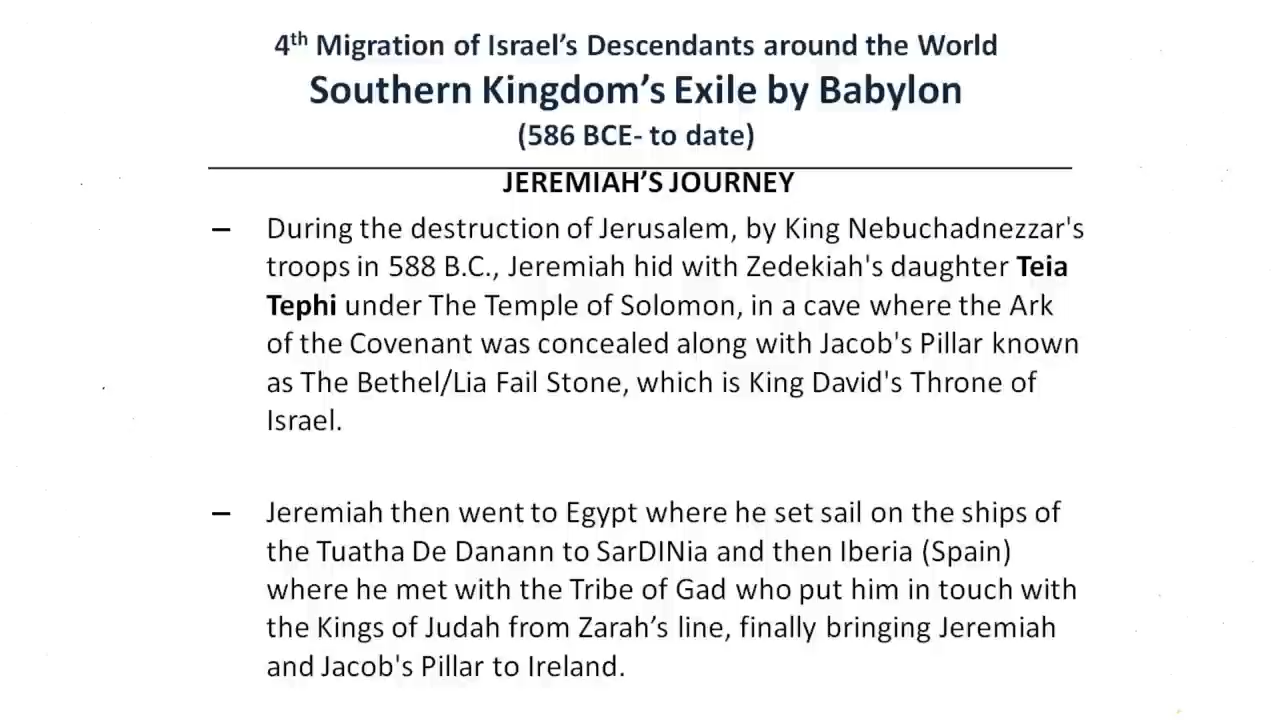 4th Migration of Israel's Descendants around the World
Southern Kingdom's Exile by Babylon
(586 BCE- to date)
JEREMIAH'S JOURNEY
– During the destruction of Jerusalem, by King Nebuchadnezzar's
troops in 588 B.C., Jeremiah hid with Zedekiah's daughter Teia
Tephi under The Temple of Solomon, in a cave where the Ark
of the Covenant was concealed along with Jacob's Pillar known
as The Bethel/Lia Fail Stone, which is King David's Throne of
Israel.
– Jeremiah then went to Egypt where he set sail on the ships of
the Tuatha De Danann to SarDINia and then Iberia (Spain)
where he met with the Tribe of Gad who put him in touch with
the Kings of Judah from Zarah's line, finally bringing Jeremiah
and Jacob's Pillar to Ireland.